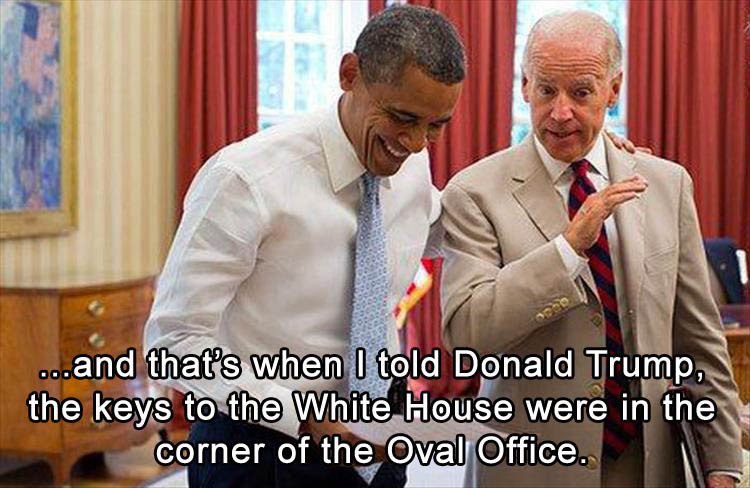 ...and that's when I told Donald Trump,
the keys to the White House were in the
corner of the Oval Office.